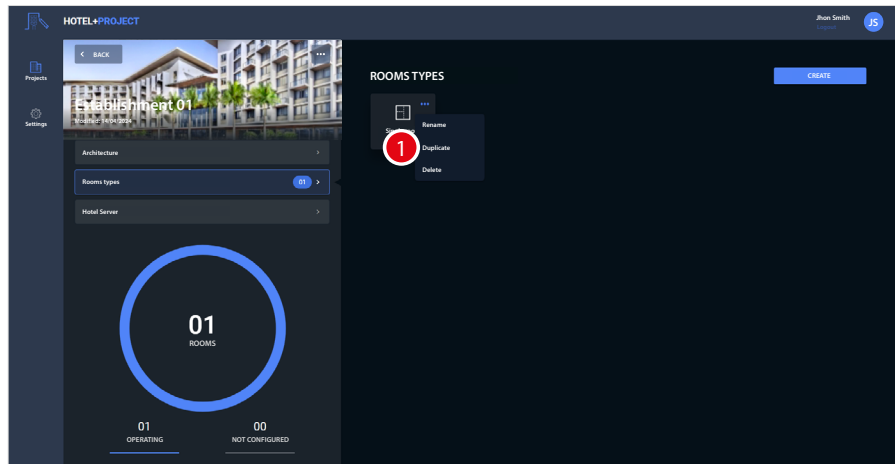 HOTEL+PROJECT
Jhon Smith
Logout
JS
Projects
Settings
BACK
Establishment 01
Modified: 14/04/2024
Architecture
Rooms types
01
Hotel Server
01
ROOMS
01
OPERATING
00
NOT CONFIGURED
ROOMS TYPES
CREATE
Rename
1
Duplicate
Delete